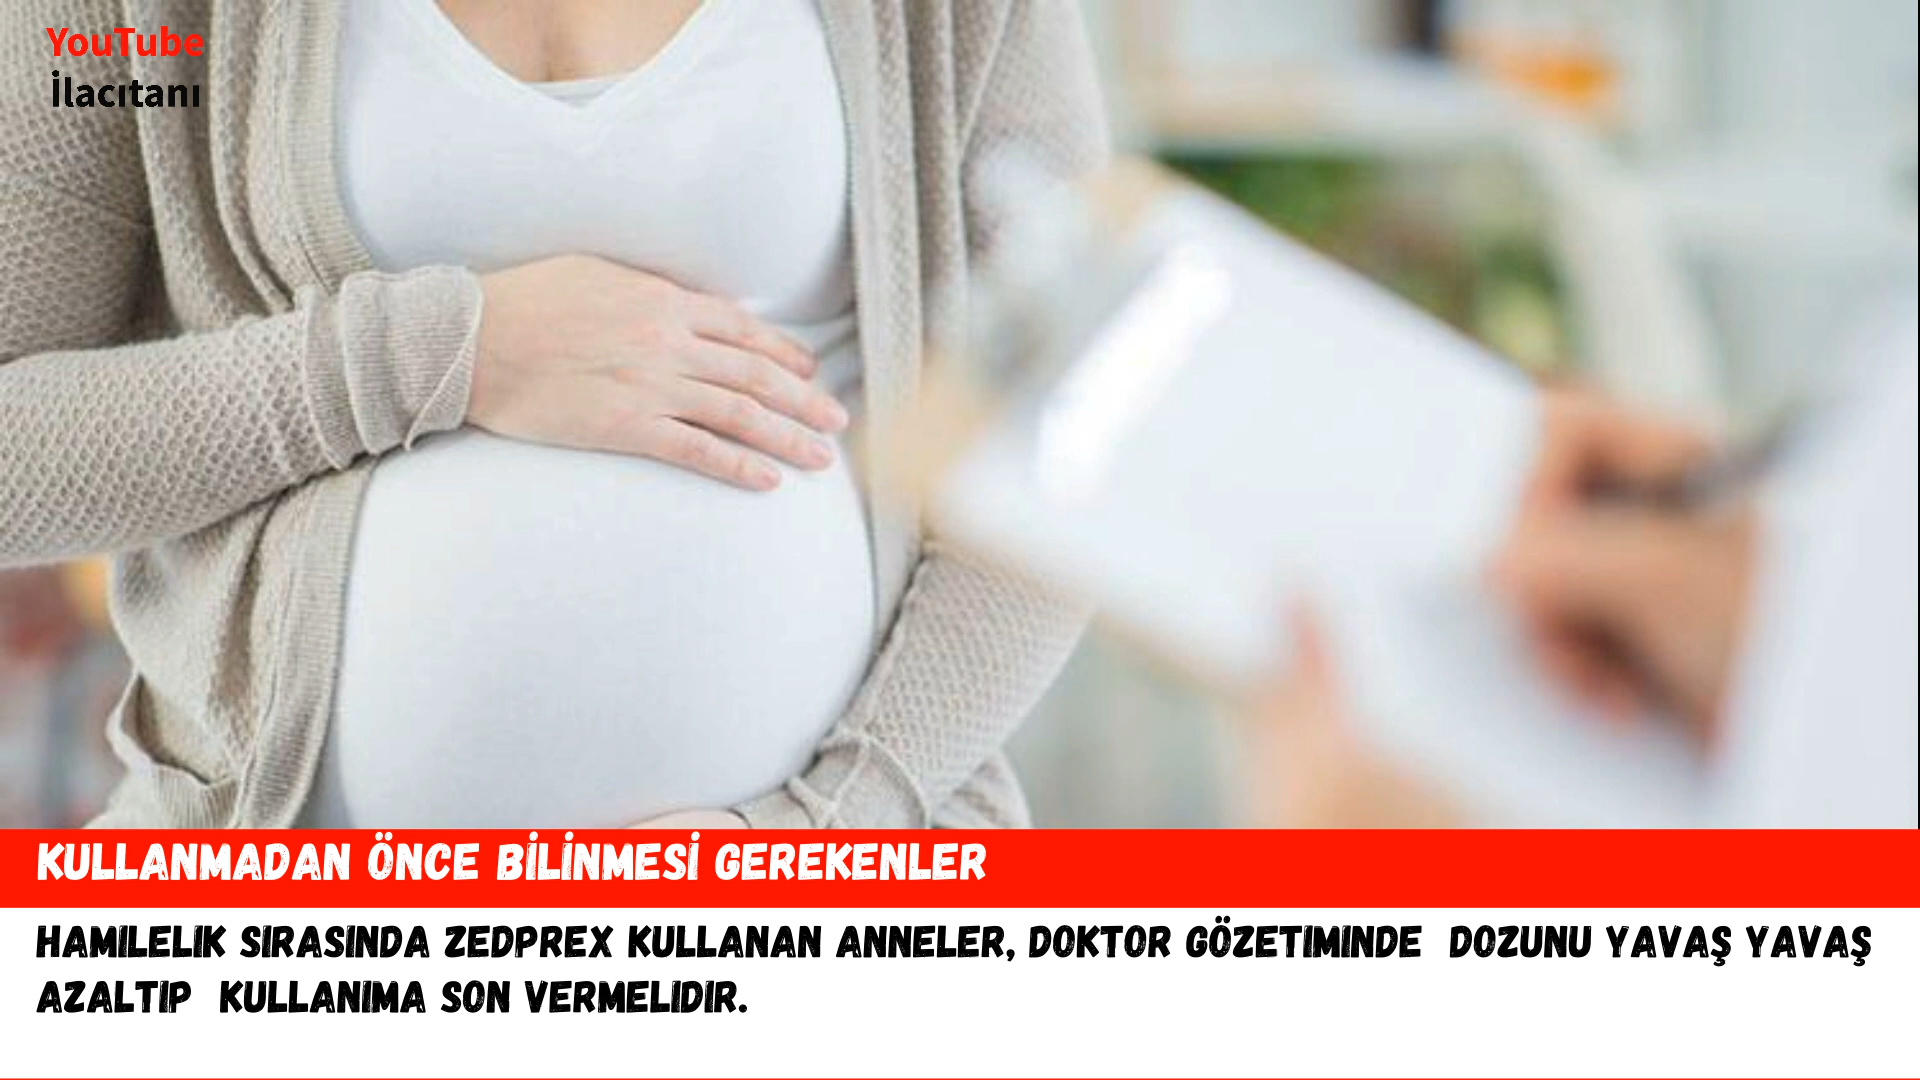 YouTube
İlacıtanı
KULLANMADAN ÖNCE BİLİNMESİ GEREKENLER
HAMILELIK SIRASINDA ZEDPREX KULLANAN ANNELER, DOKTOR GÖZETIMINDE DOZUNU YAVAŞ YAVAŞ
AZALTIP KULLANIMA SON VERMELIDIR.